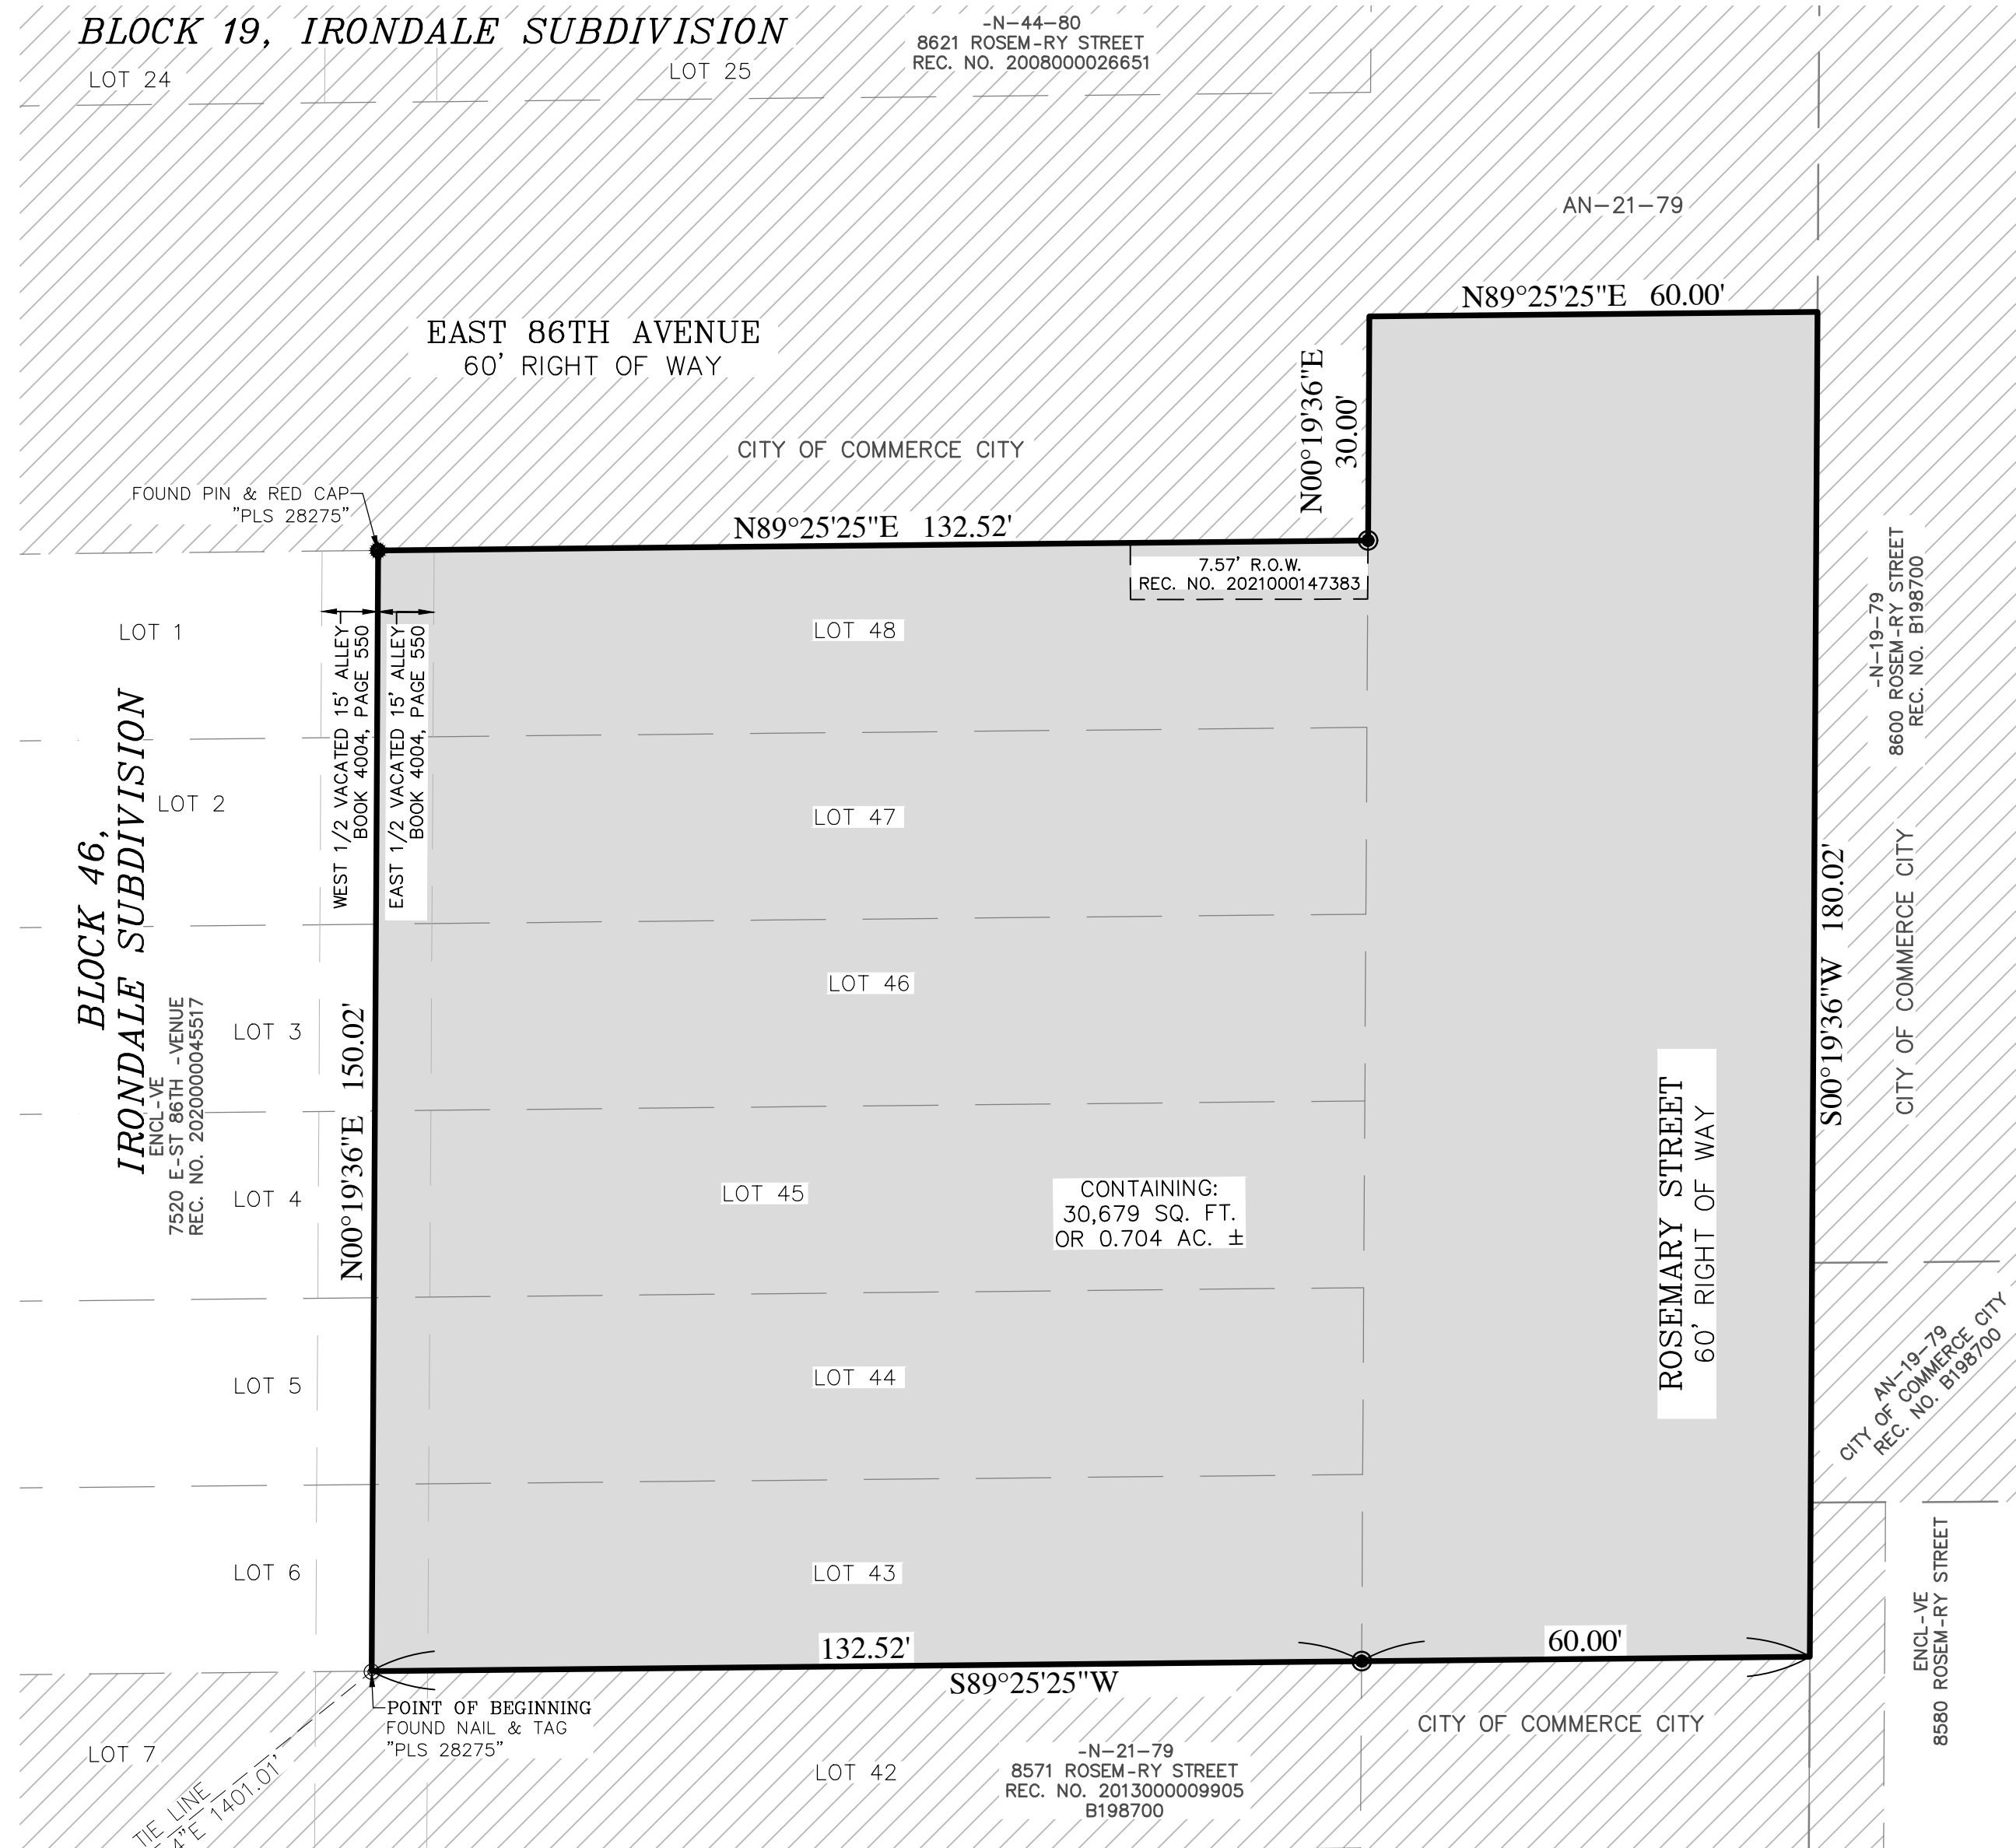 BLOCK 19, IRONDALE SUBDIVISION
LOT 24
LOT 25
-N-44-80
8621 ROSEM-RY STREET
REC. NO. 2008000026651
AN-21-79
N89°25'25"E 60.00'
EAST 86TH AVENUE
60' RIGHT OF WAY
N00°19'36"E
30.00'
CITY OF COMMERCE CITY
FOUND PIN & RED CAP
"PLS 28275"
N89°25'25"E 132.52'
7.57' R.O.W.
REC. NO. 2021000147383
LOT 1
LOT 48
WEST 1/2 VACATED 15' ALLEY
BOOK 4004, PAGE 550
EAST 1/2 VACATED 15' ALLEY
BOOK 4004, PAGE 550
-N-19-79
8600 ROSEM-RY STREET
REC. NO. B198700
BLOCK 46,
IRONDALE SUBDIVISION
LOT 2
LOT 47
S00°19'36"W 180.02'
CITY OF COMMERCE CITY
LOT 46
ENCL-VE
7520 E-ST 86TH -VENUE
REC. NO. 2020000045517
LOT 3
N00°19'36"E 150.02'
LOT 4
LOT 45
CONTAINING:
30,679 SQ. FT.
OR 0.704 AC. ±
ROSEMARY STREET
60' RIGHT OF WAY
LOT 5
LOT 44
AN-19-79
CITY OF COMMERCE CITY
REC. NO. B198700
LOT 6
LOT 43
ENCL-VE
8580 ROSEM-RY STREET
132.52'
60.00'
S89°25'25"W
POINT OF BEGINNING
FOUND NAIL & TAG
"PLS 28275"
CITY OF COMMERCE CITY
LOT 7
LOT 42
-N-21-79
8571 ROSEM-RY STREET
REC. NO. 2013000009905
B198700
TIE LINE
4"E 1401.01'